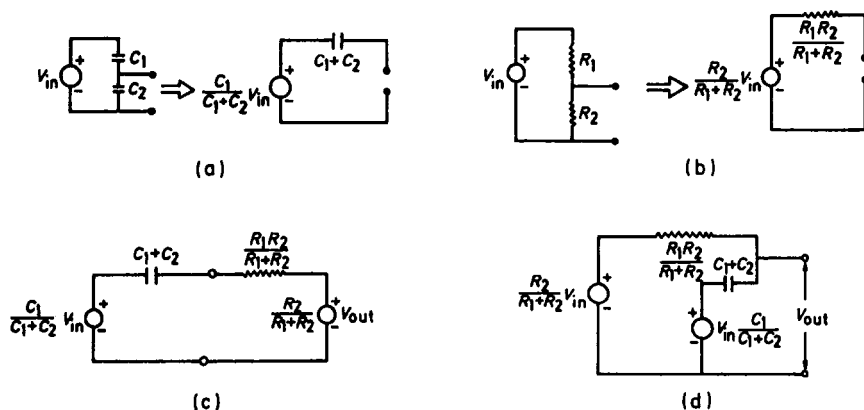 V_in + - C_1 C_2
C_1/(C_1+C_2) V_in + - C_1+C_2
(a)
V_in + - R_1 R_2
R_2/(R_1+R_2) V_in + - R_1R_2/(R_1+R_2)
(b)
C_1/(C_1+C_2) V_in + - C_1+C_2 R_1R_2/(R_1+R_2) R_2/(R_1+R_2) + - V_out
(c)
R_2/(R_1+R_2) V_in + - R_1R_2/(R_1+R_2) C_1+C_2 + - V_in C_1/(C_1+C_2) V_out
(d)